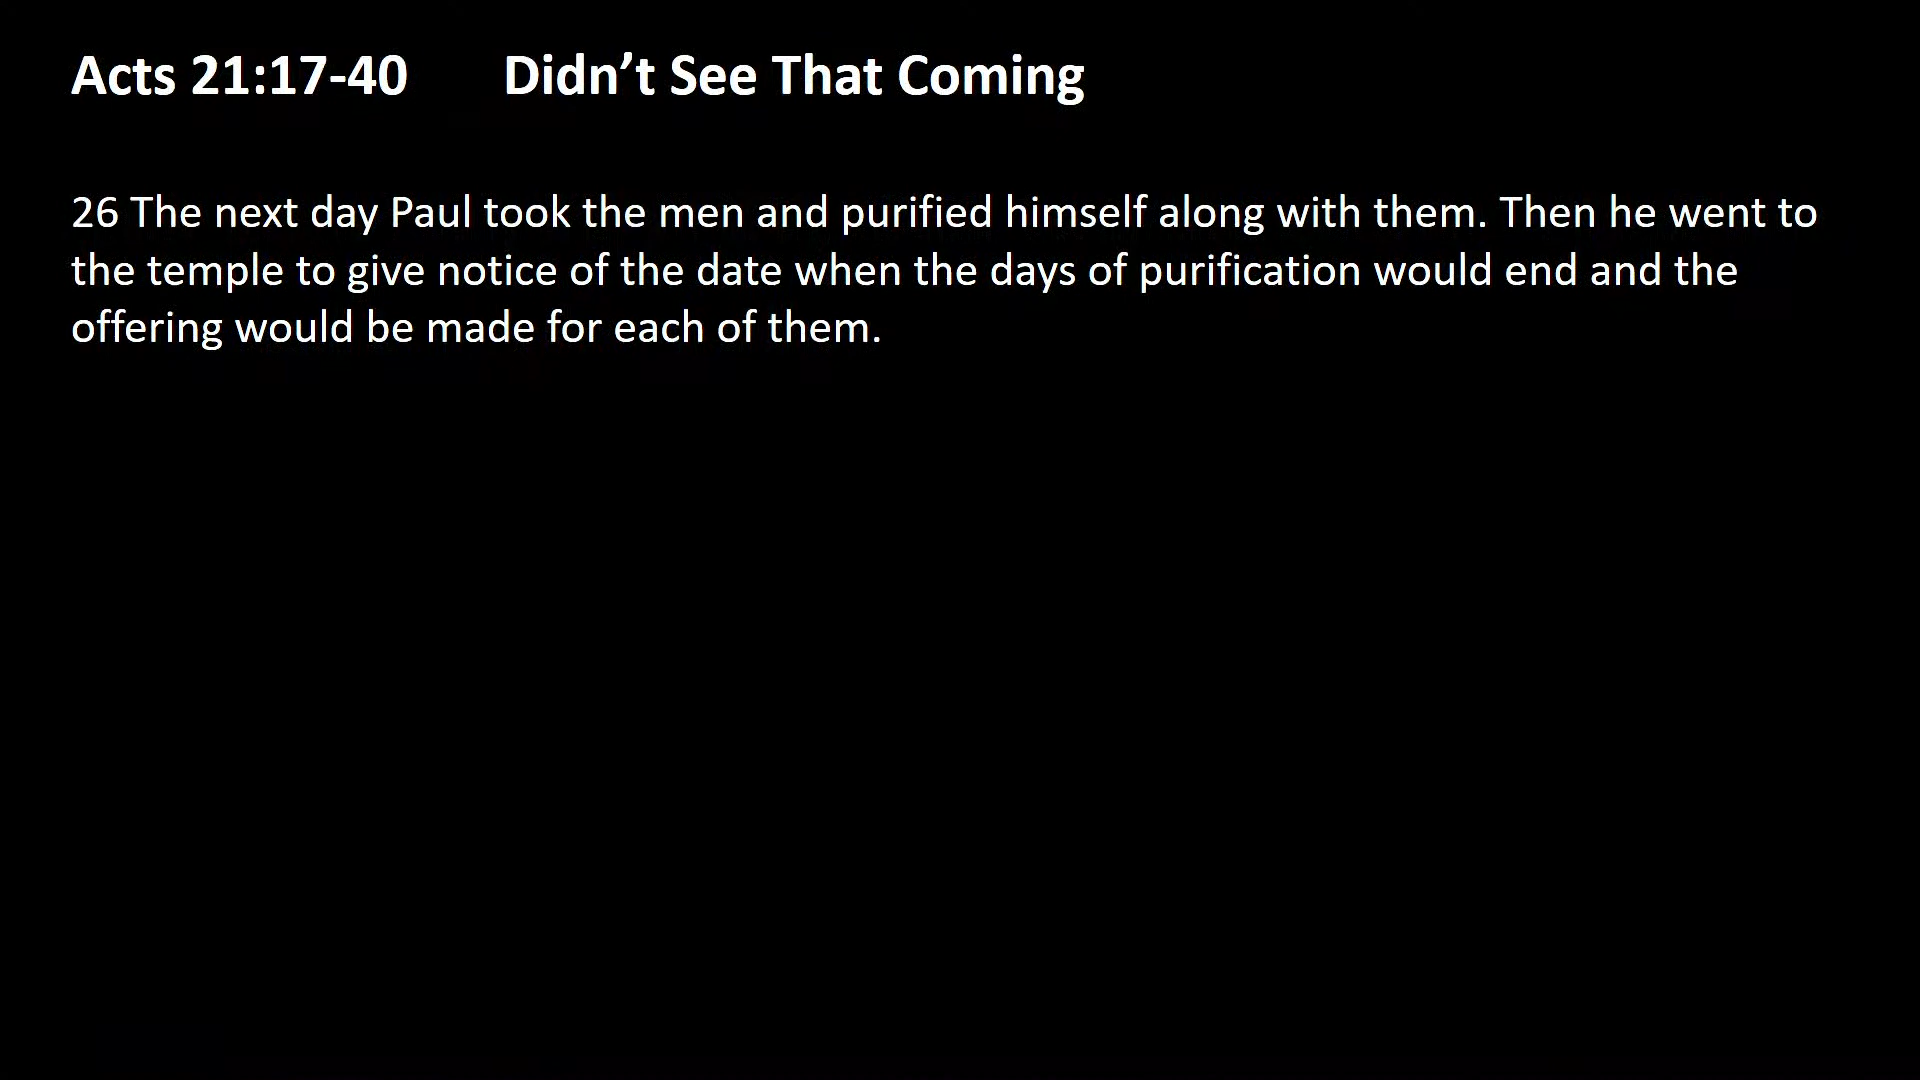 Acts 21:17-40 Didn’t See That Coming
26 The next day Paul took the men and purified himself along with them. Then he went to
the temple to give notice of the date when the days of purification would end and the
offering would be made for each of them.